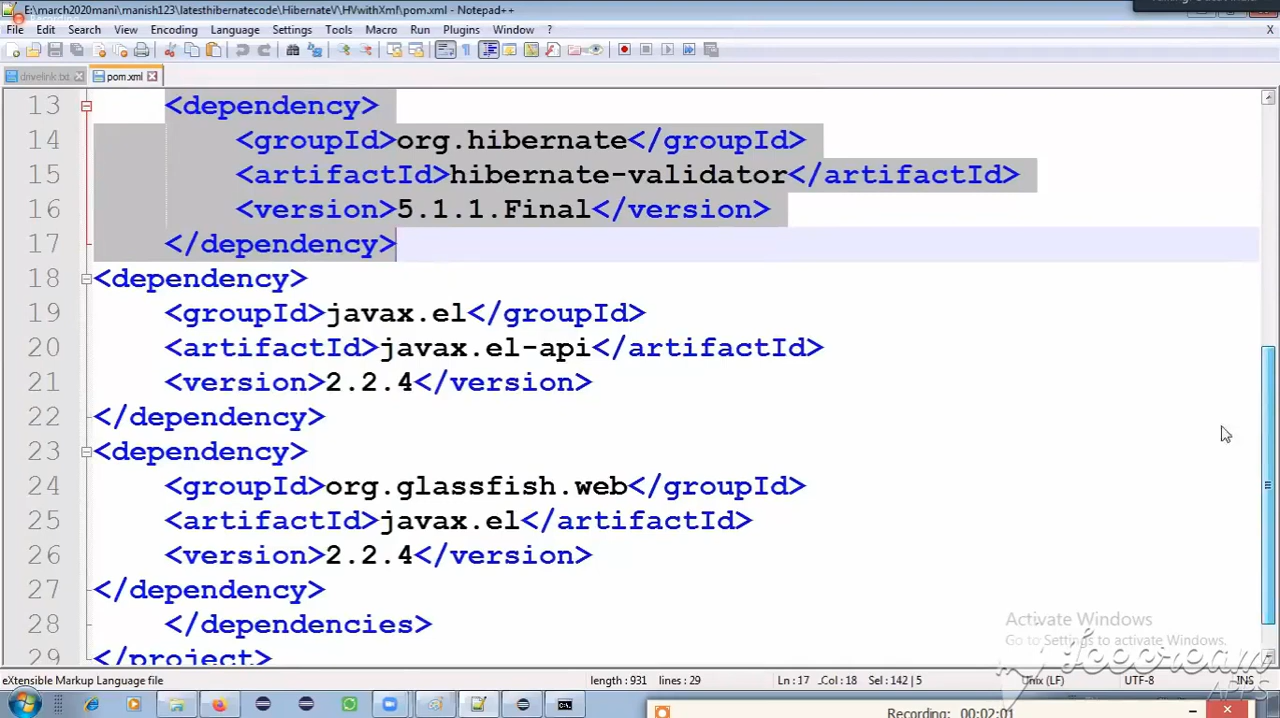 E:\march2020mani\manish123\latesthibernatecode\HibernateV\HVwithXml\pom.xml - Notepad++
Recording
File Edit Search View Encoding Language Settings Tools Macro Run Plugins Window ? X
drivelink.txt pom.xml
13 <dependency>
14 <groupId>org.hibernate</groupId>
15 <artifactId>hibernate-validator</artifactId>
16 <version>5.1.1.Final</version>
17 </dependency>
18 <dependency>
19 <groupId>javax.el</groupId>
20 <artifactId>javax.el-api</artifactId>
21 <version>2.2.4</version>
22 </dependency>
23 <dependency>
24 <groupId>org.glassfish.web</groupId>
25 <artifactId>javax.el</artifactId>
26 <version>2.2.4</version>
27 </dependency>
28 </dependencies>
29 </project>
Activate Windows
Go to Settings to activate Windows.
Icecream
APPS
eXtensible Markup Language file length : 931 lines : 29 Ln : 17 Col : 18 Sel : 142 | 5 Unix (LF) UTF-8 INS
Recording: 00:02:01